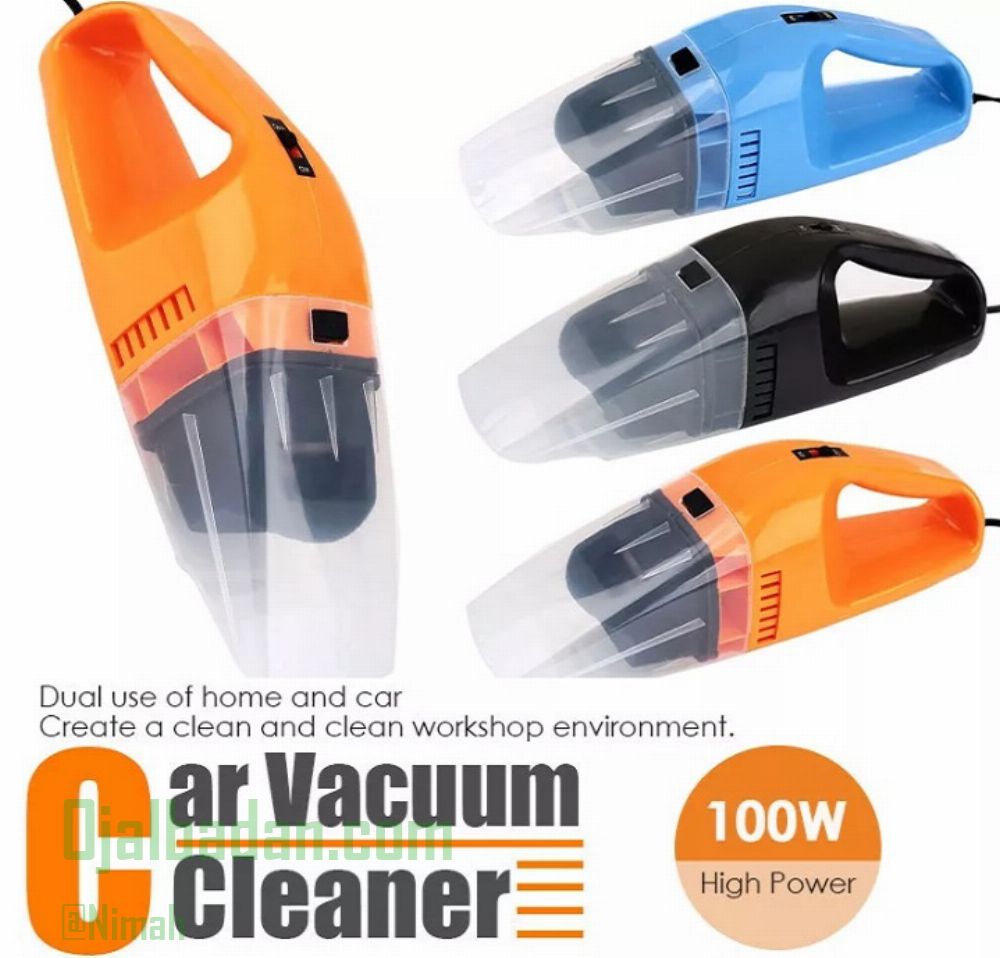 Dual use of home and car
Create a clean and clean workshop environment.
Car Vacuum
Cleaner
100W
High Power
Ojalbadan.com
@Nimah